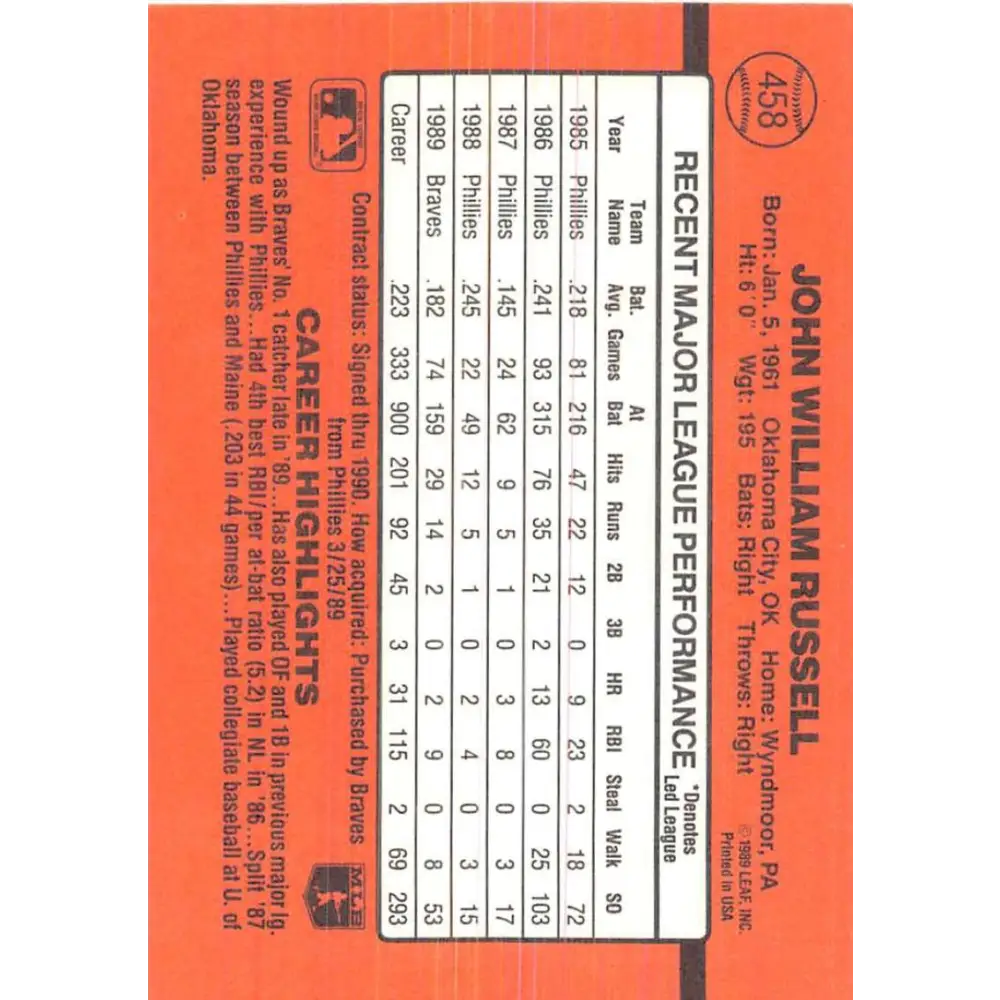 458
JOHN WILLIAM RUSSELL
Born: Jan. 5, 1961 Oklahoma City, OK Home: Wyndmoor, PA
Ht: 6'0" Wgt: 195 Bats: Right Throws: Right
© 1989 LEAF, INC.
Printed in USA
RECENT MAJOR LEAGUE PERFORMANCE *Denotes Led League
Year Team Name Bat. Avg. Games At Bat Hits Runs 2B 3B HR RBI Steal Walk SO
1985 Phillies .218 81 216 47 22 12 0 9 23 2 18 72
1986 Phillies .241 93 315 76 35 21 2 13 60 0 25 103
1987 Phillies .145 24 62 9 5 1 0 3 8 0 3 17
1988 Phillies .245 22 49 12 5 1 0 2 4 0 3 15
1989 Braves .182 74 159 29 14 2 0 2 9 0 8 53
Career .223 333 900 201 92 45 3 31 115 2 69 293
Contract status: Signed thru 1990. How acquired: Purchased by Braves
from Phillies 3/25/89
MLB
CAREER HIGHLIGHTS
Wound up as Braves' No. 1 catcher late in '89...Has also played OF and 1B in previous major lg.
experience with Phillies...Had 4th best RBI/per at-bat ratio (5.2) in NL in '86...Split '87
season between Phillies and Maine (.203 in 44 games)...Played collegiate baseball at U. of
Oklahoma.